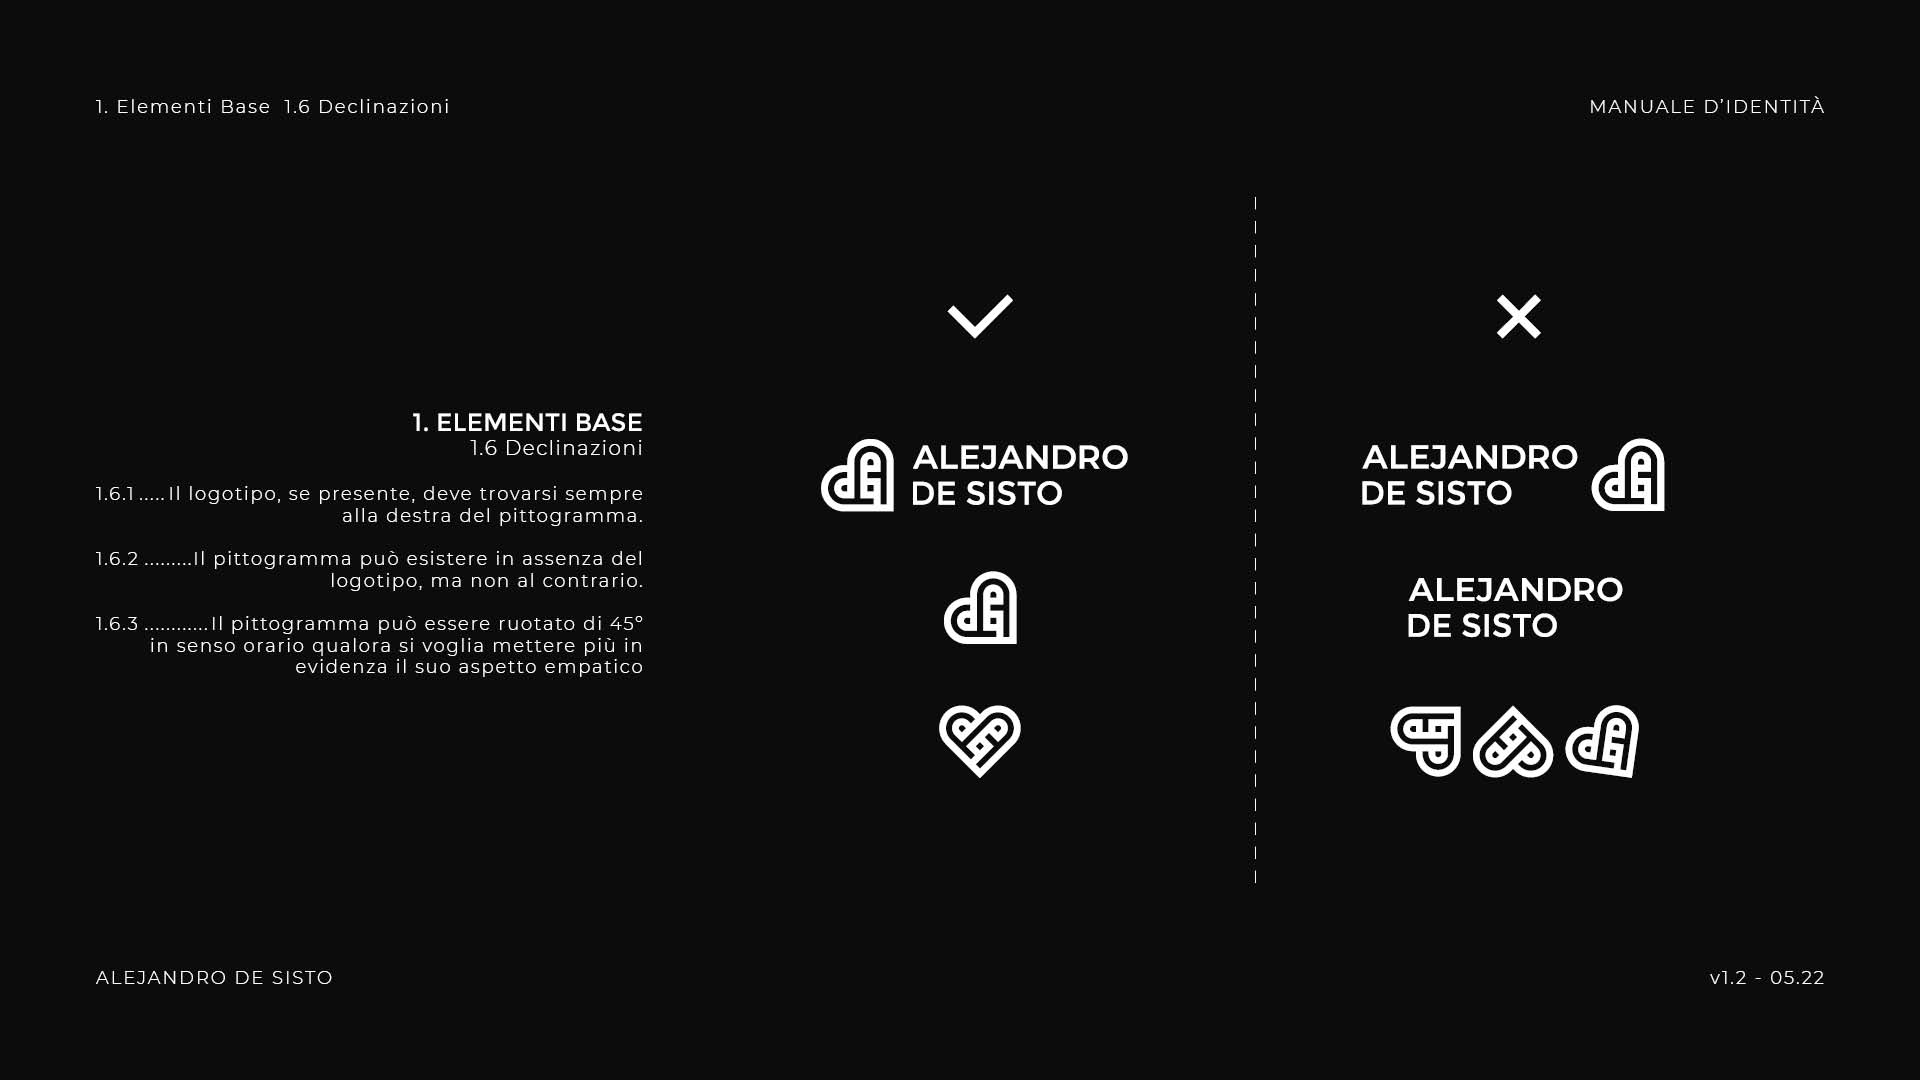 1. Elementi Base  1.6 Declinazioni
MANUALE D’IDENTITÀ
1. ELEMENTI BASE
1.6 Declinazioni
1.6.1 ..... Il logotipo, se presente, deve trovarsi sempre
alla destra del pittogramma.
1.6.2 .........Il pittogramma può esistere in assenza del
logotipo, ma non al contrario.
1.6.3 ............Il pittogramma può essere ruotato di 45º
in senso orario qualora si voglia mettere più in
evidenza il suo aspetto empatico
ALEJANDRO
DE SISTO
ALEJANDRO
DE SISTO
ALEJANDRO
DE SISTO
ALEJANDRO DE SISTO
v1.2 - 05.22